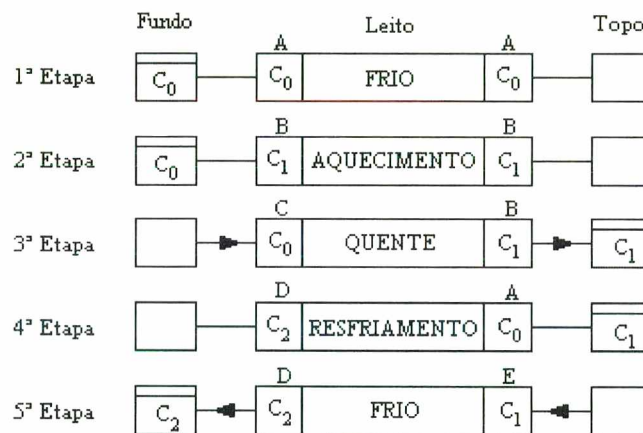 Fundo Leito Topo
A A
1ª Etapa C₀ C₀ FRIO C₀
B B
2ª Etapa C₀ C₁ AQUECIMENTO C₁
C B
3ª Etapa C₀ QUENTE C₁ C₁
D A
4ª Etapa C₂ RESFRIAMENTO C₀ C₁
D E
5ª Etapa C₂ C₂ FRIO C₁